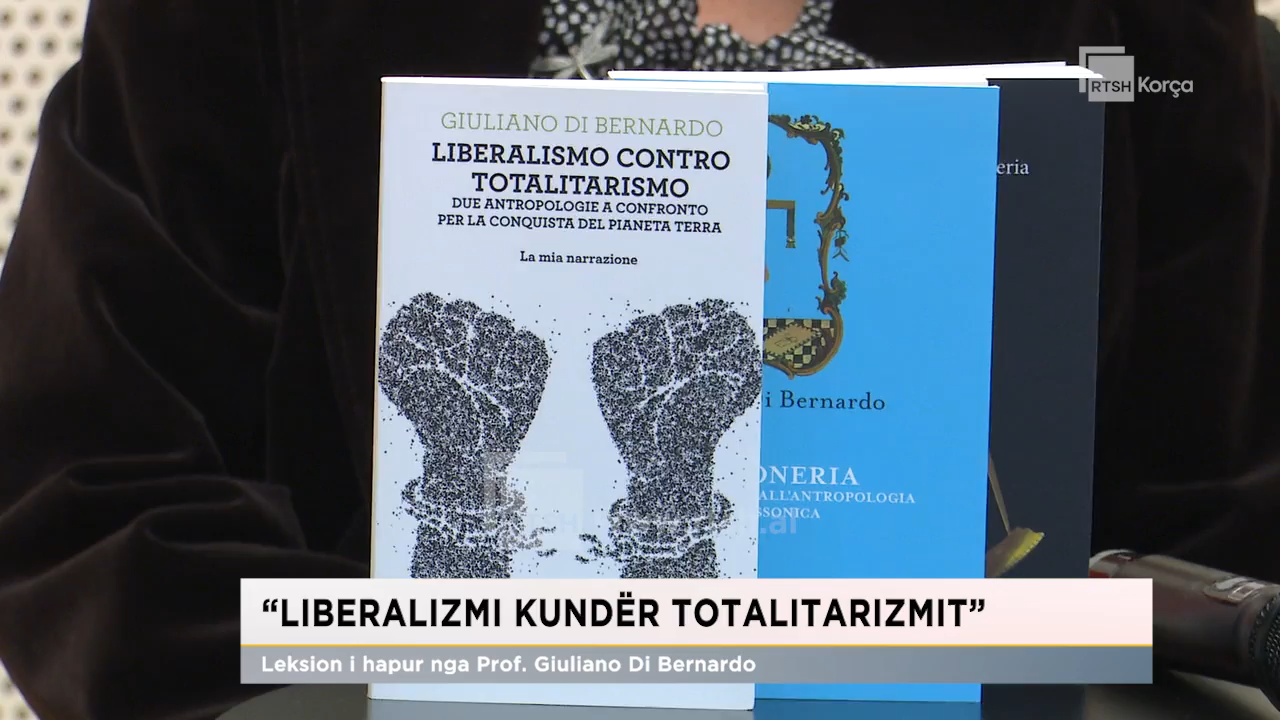 RTSH Korça
GIULIANO DI BERNARDO
LIBERALISMO CONTRO
TOTALITARISMO
DUE ANTROPOLOGIE A CONFRONTO
PER LA CONQUISTA DEL PIANETA TERRA
La mia narrazione
eria
i Bernardo
ONERIA
ALL'ANTROPOLOGIA
SSONICA
“LIBERALIZMI KUNDËR TOTALITARIZMIT”
Leksion i hapur nga Prof. Giuliano Di Bernardo